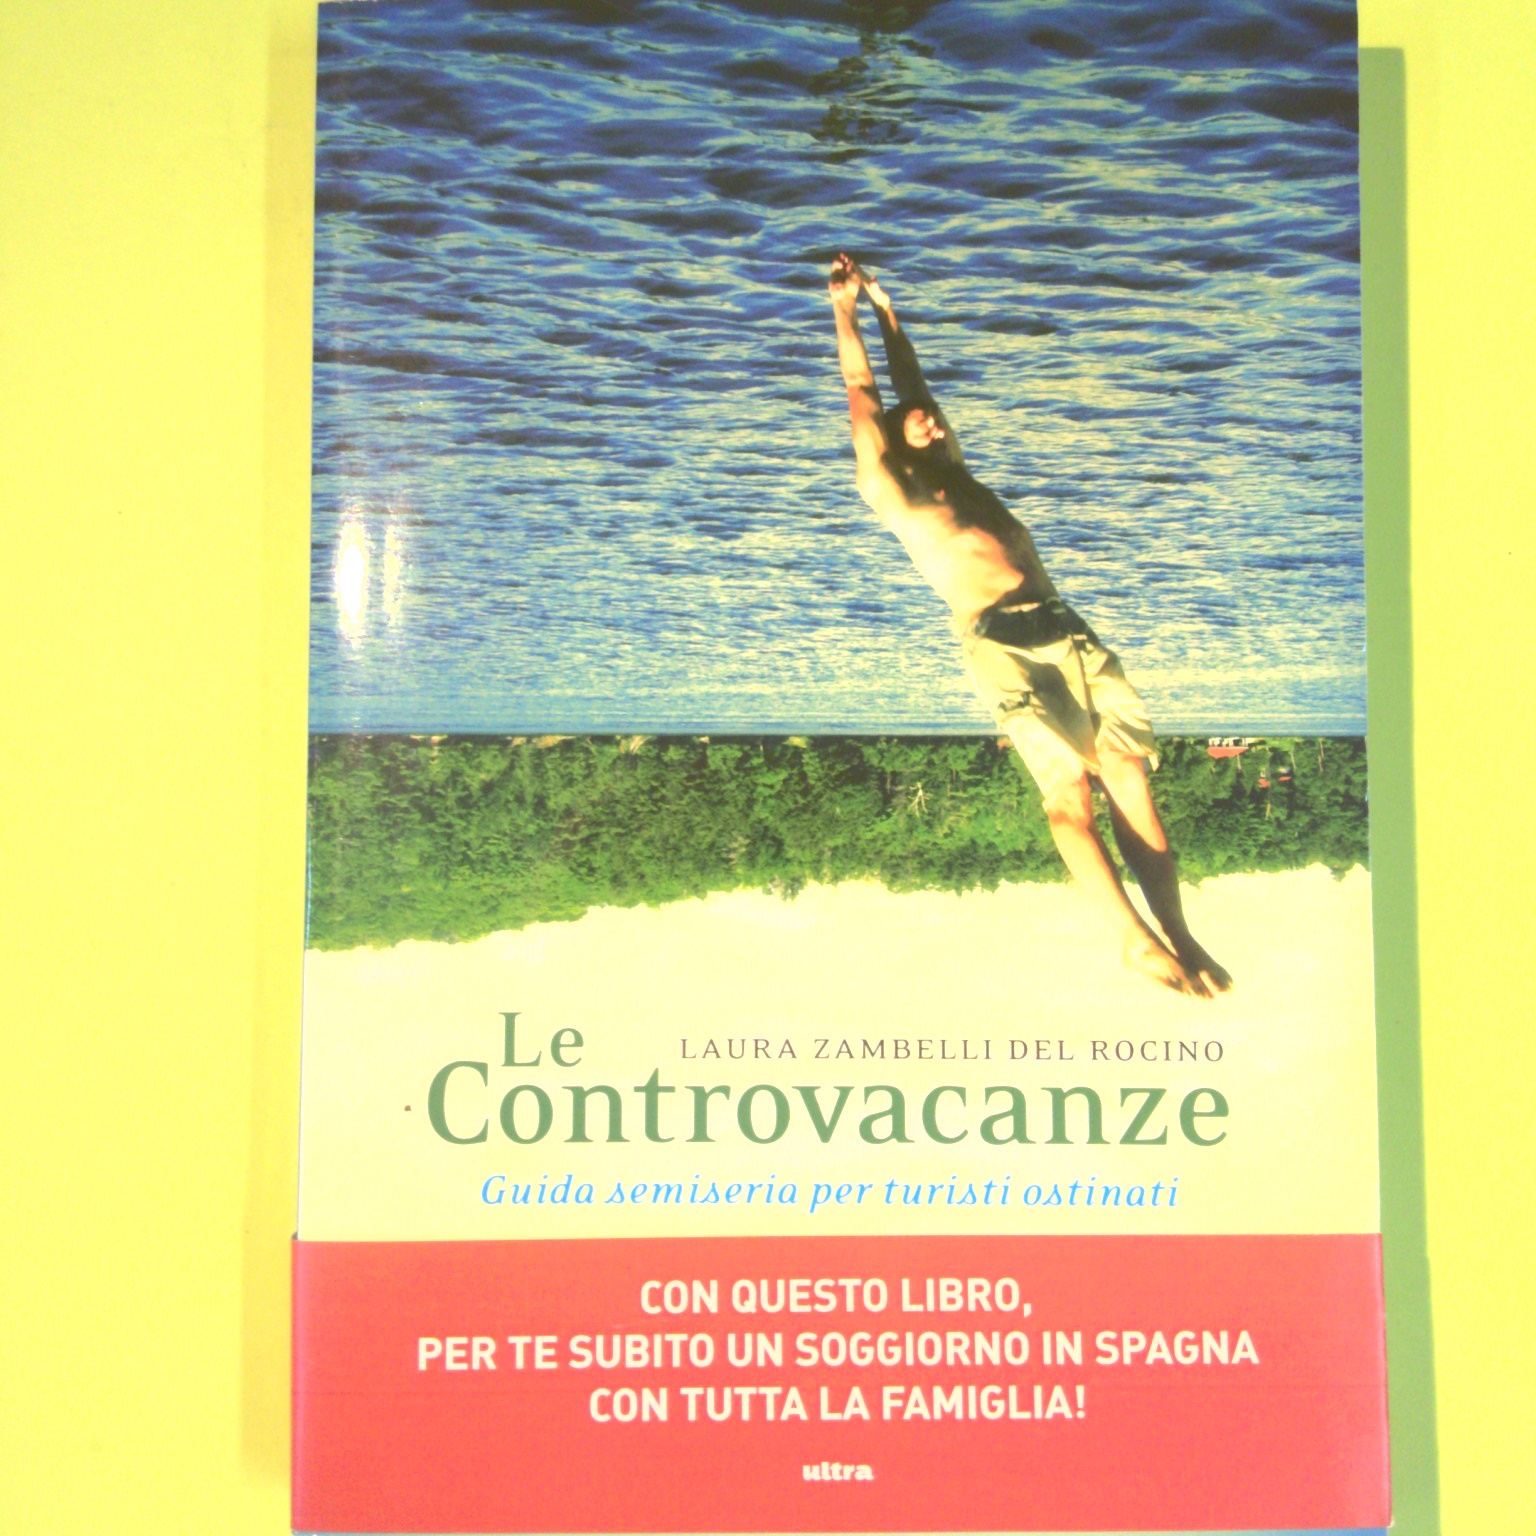 Le
LAURA ZAMBELLI DEL ROCINO
Controvacanze
Guida semiseria per turisti ostinati
CON QUESTO LIBRO,
PER TE SUBITO UN SOGGIORNO IN SPAGNA
CON TUTTA LA FAMIGLIA!
ultra